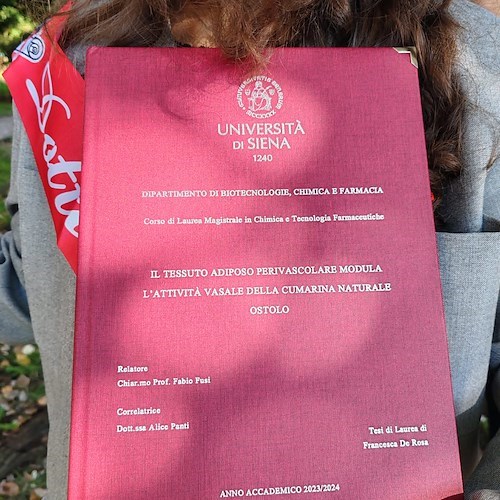 Dott
UNIVERSITÀ
DI SIENA
1240
DIPARTIMENTO DI BIOTECNOLOGIE, CHIMICA E FARMACIA
Corso di Laurea Magistrale in Chimica e Tecnologia Farmaceutiche
IL TESSUTO ADIPOSO PERIVASCOLARE MODULA
L'ATTIVITÀ VASALE DELLA CUMARINA NATURALE
OSTOLO
Relatore
Chiar.mo Prof. Fabio Fusi
Correlatrice
Dott.ssa Alice Panti
Tesi di Laurea di
Francesca De Rosa
ANNO ACCADEMICO 2023/2024